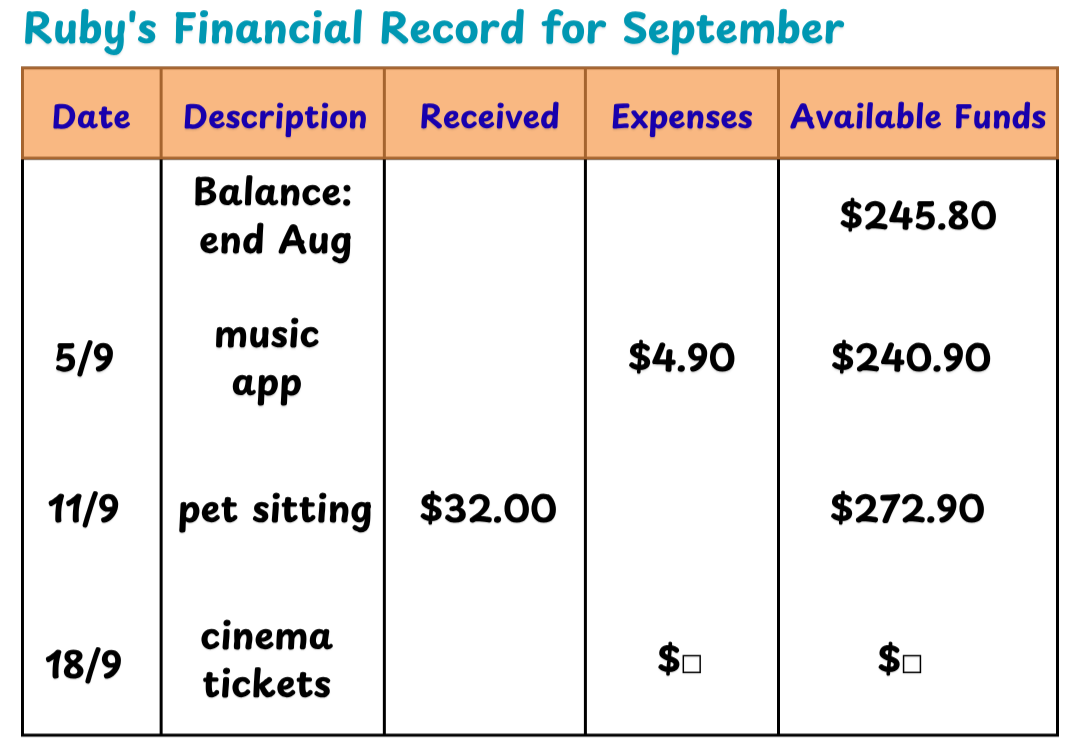 Ruby's Financial Record for September
Date Description Received Expenses Available Funds
Balance:
end Aug
$245.80
music
app
5/9 $4.90 $240.90
11/9 pet sitting $32.00 $272.90
cinema
tickets
18/9 $□ $□